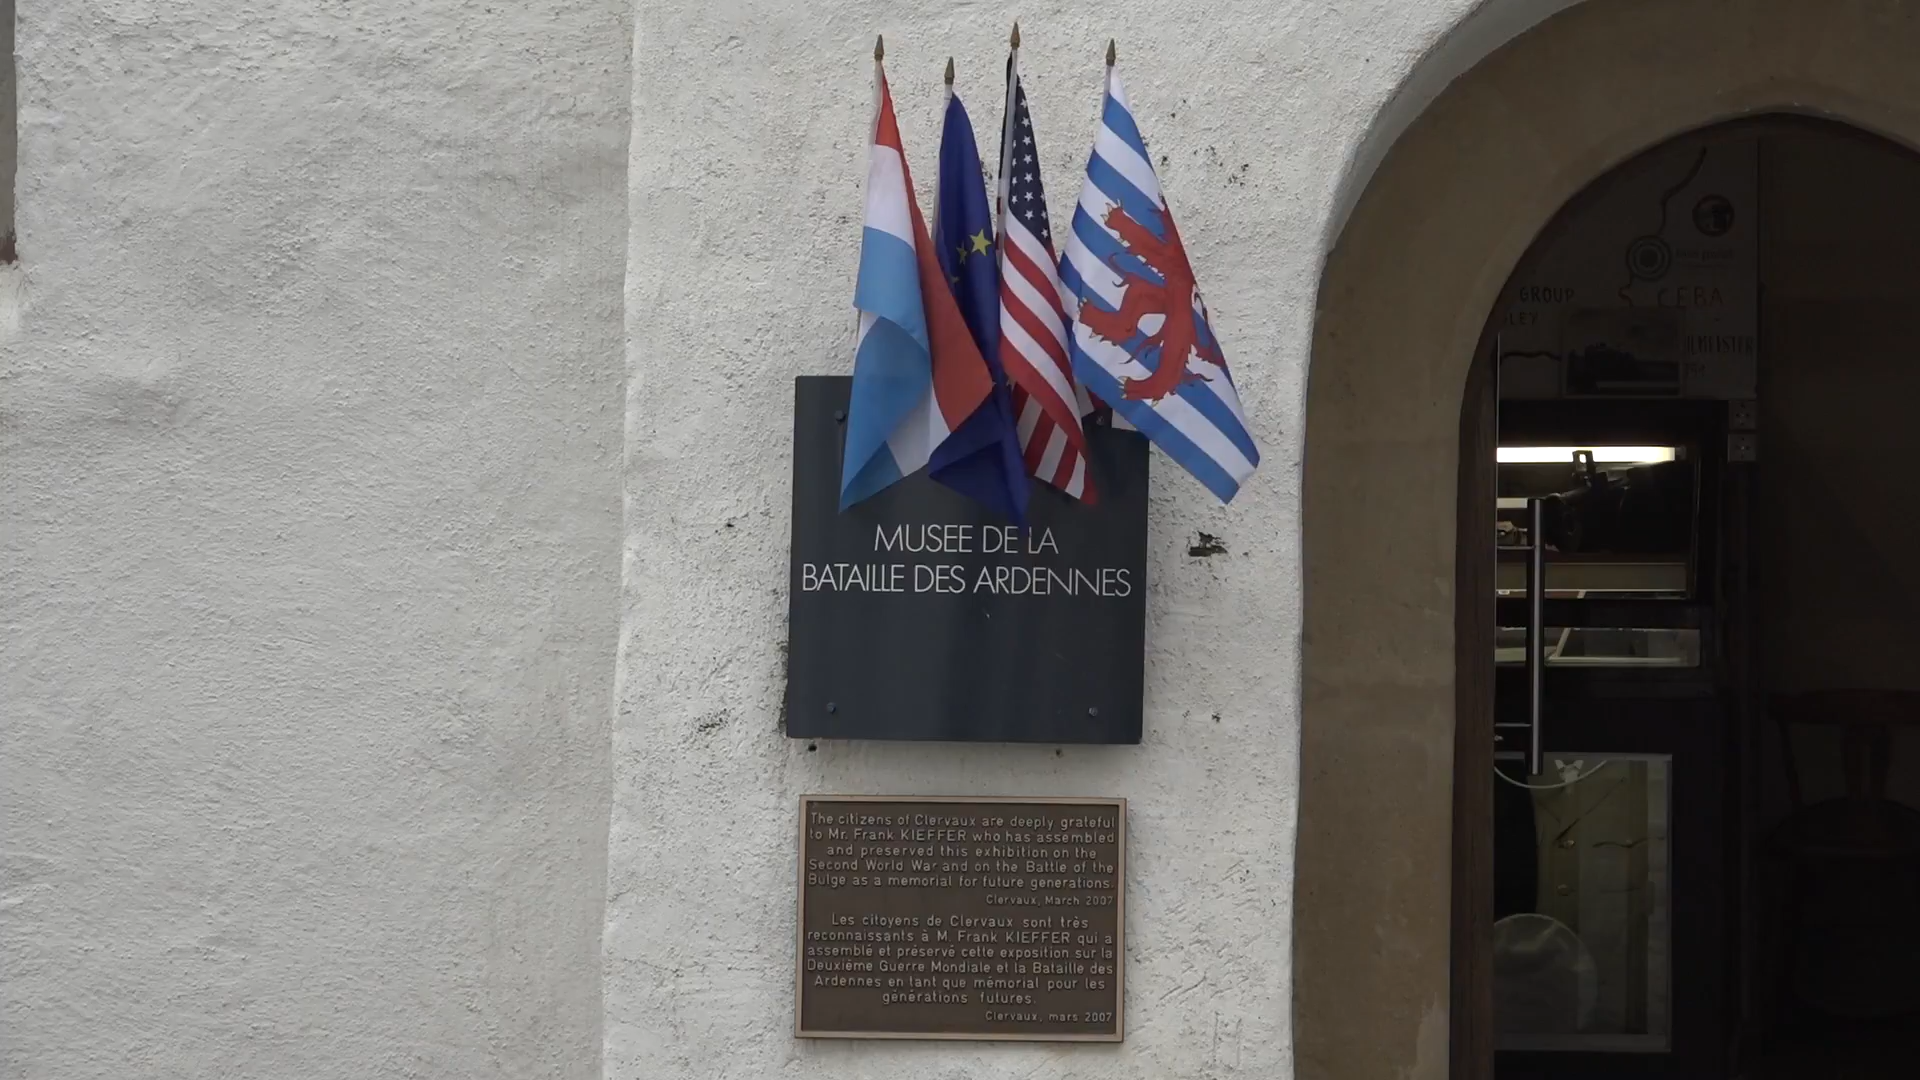 MUSEE DE LA
BATAILLE DES ARDENNES
The citizens of Clervaux are deeply grateful
to Mr. Frank KIEFFER who has assembled
and preserved this exhibition on the
Second World War and on the Battle of the
Bulge as a memorial for future generations.
Clervaux, March 2007
Les citoyens de Clervaux sont très
reconnaissants à M. Frank KIEFFER qui a
assemblé et préservé cette exposition sur la
Deuxième Guerre Mondiale et la Bataille des
Ardennes en tant que mémorial pour les
générations futures.
Clervaux, mars 2007
GROUP
CEBA